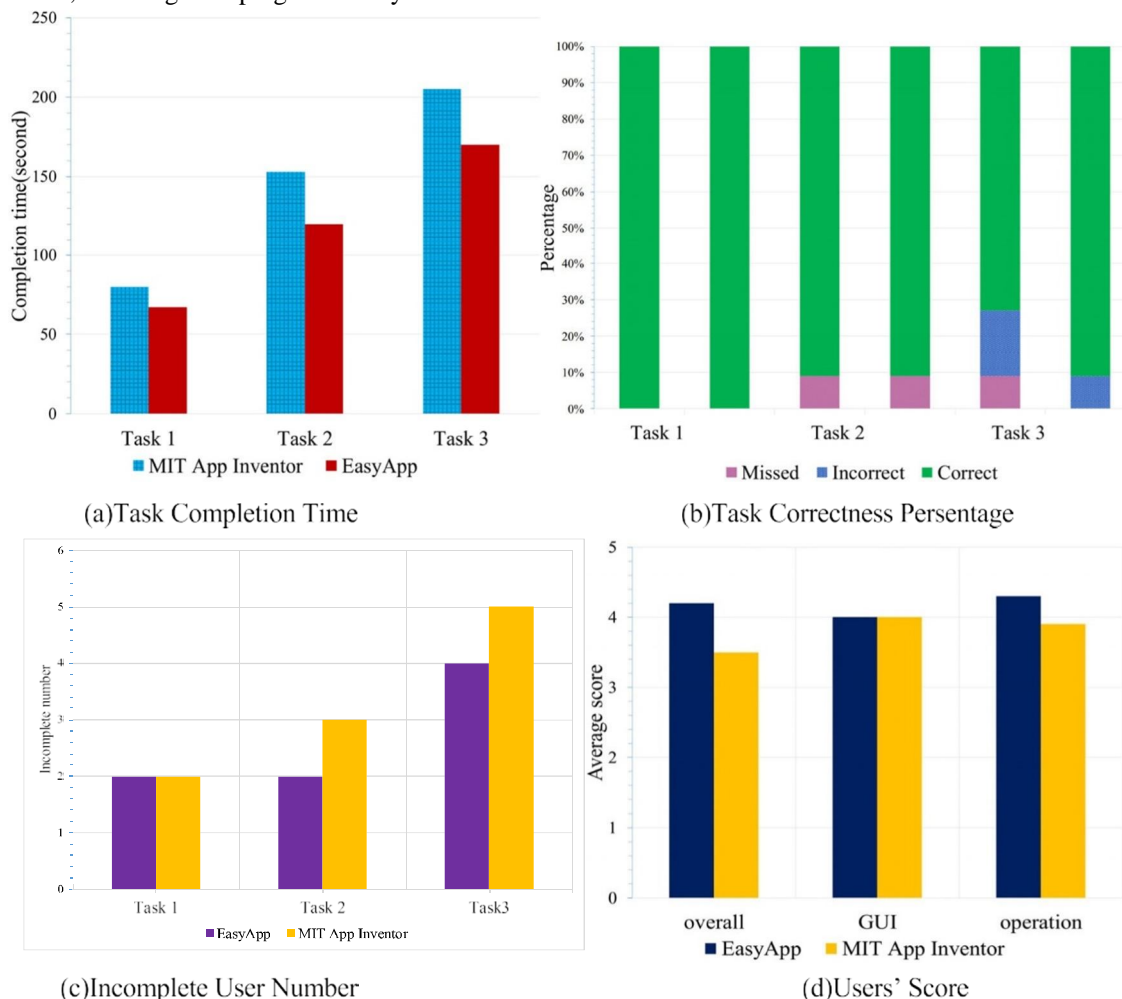 250
200
150
100
50
0
Completion time(second)
Task 1 Task 2 Task 3
MIT App Inventor EasyApp
(a)Task Completion Time
100%
90%
80%
70%
60%
50%
40%
30%
20%
10%
0%
Percentage
Task 1 Task 2 Task 3
Missed Incorrect Correct
(b)Task Correctness Persentage
6
5
4
3
2
1
0
Incomplete number
Task 1 Task 2 Task3
EasyApp MIT App Inventor
(c)Incomplete User Number
5
4
3
2
1
0
Average score
overall GUI operation
EasyApp MIT App Inventor
(d)Users' Score